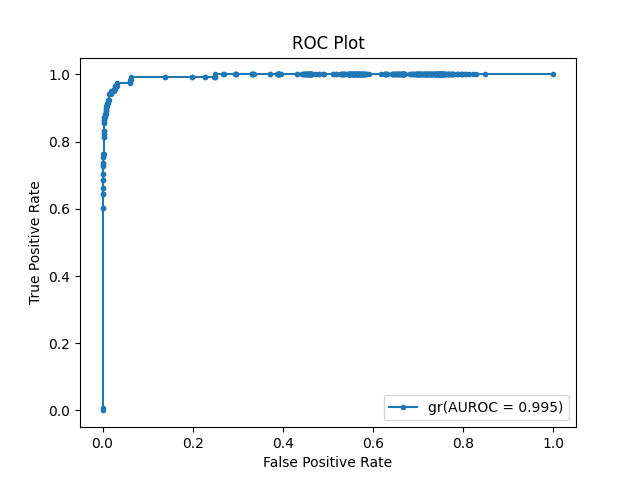 ROC Plot
True Positive Rate
1.0
0.8
0.6
0.4
0.2
0.0
gr(AUROC = 0.995)
0.0 0.2 0.4 0.6 0.8 1.0
False Positive Rate